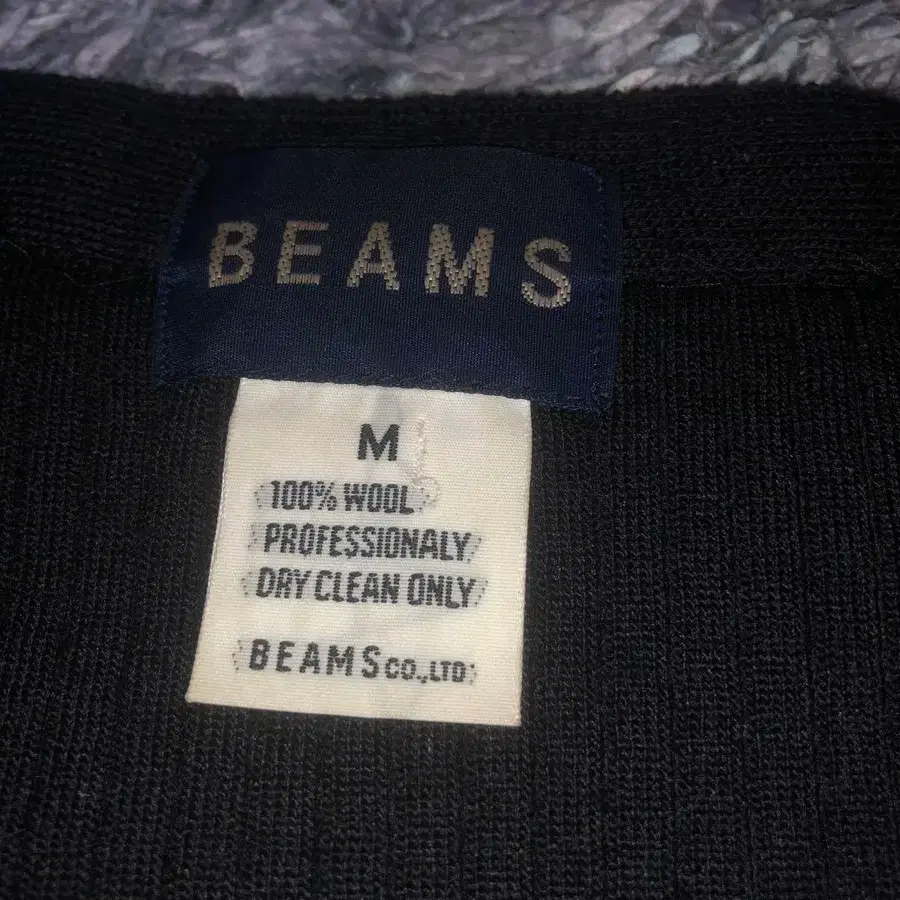 BEAMS
M
100% WOOL
PROFESSIONALY
DRY CLEAN ONLY
BEAMS CO.,LTD